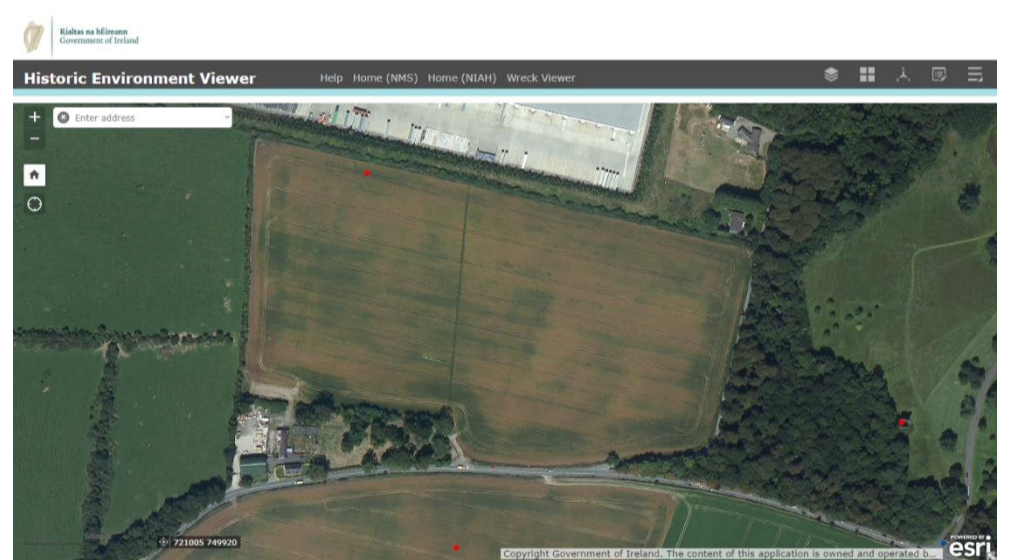 Rialtas na hÉireann
Government of Ireland
Historic Environment Viewer
Help Home (NMS) Home (NIAH) Wreck Viewer
+
Enter address
−
721005 749920
POWERED BY
esri
Copyright Government of Ireland. The content of this application is owned and operated b...